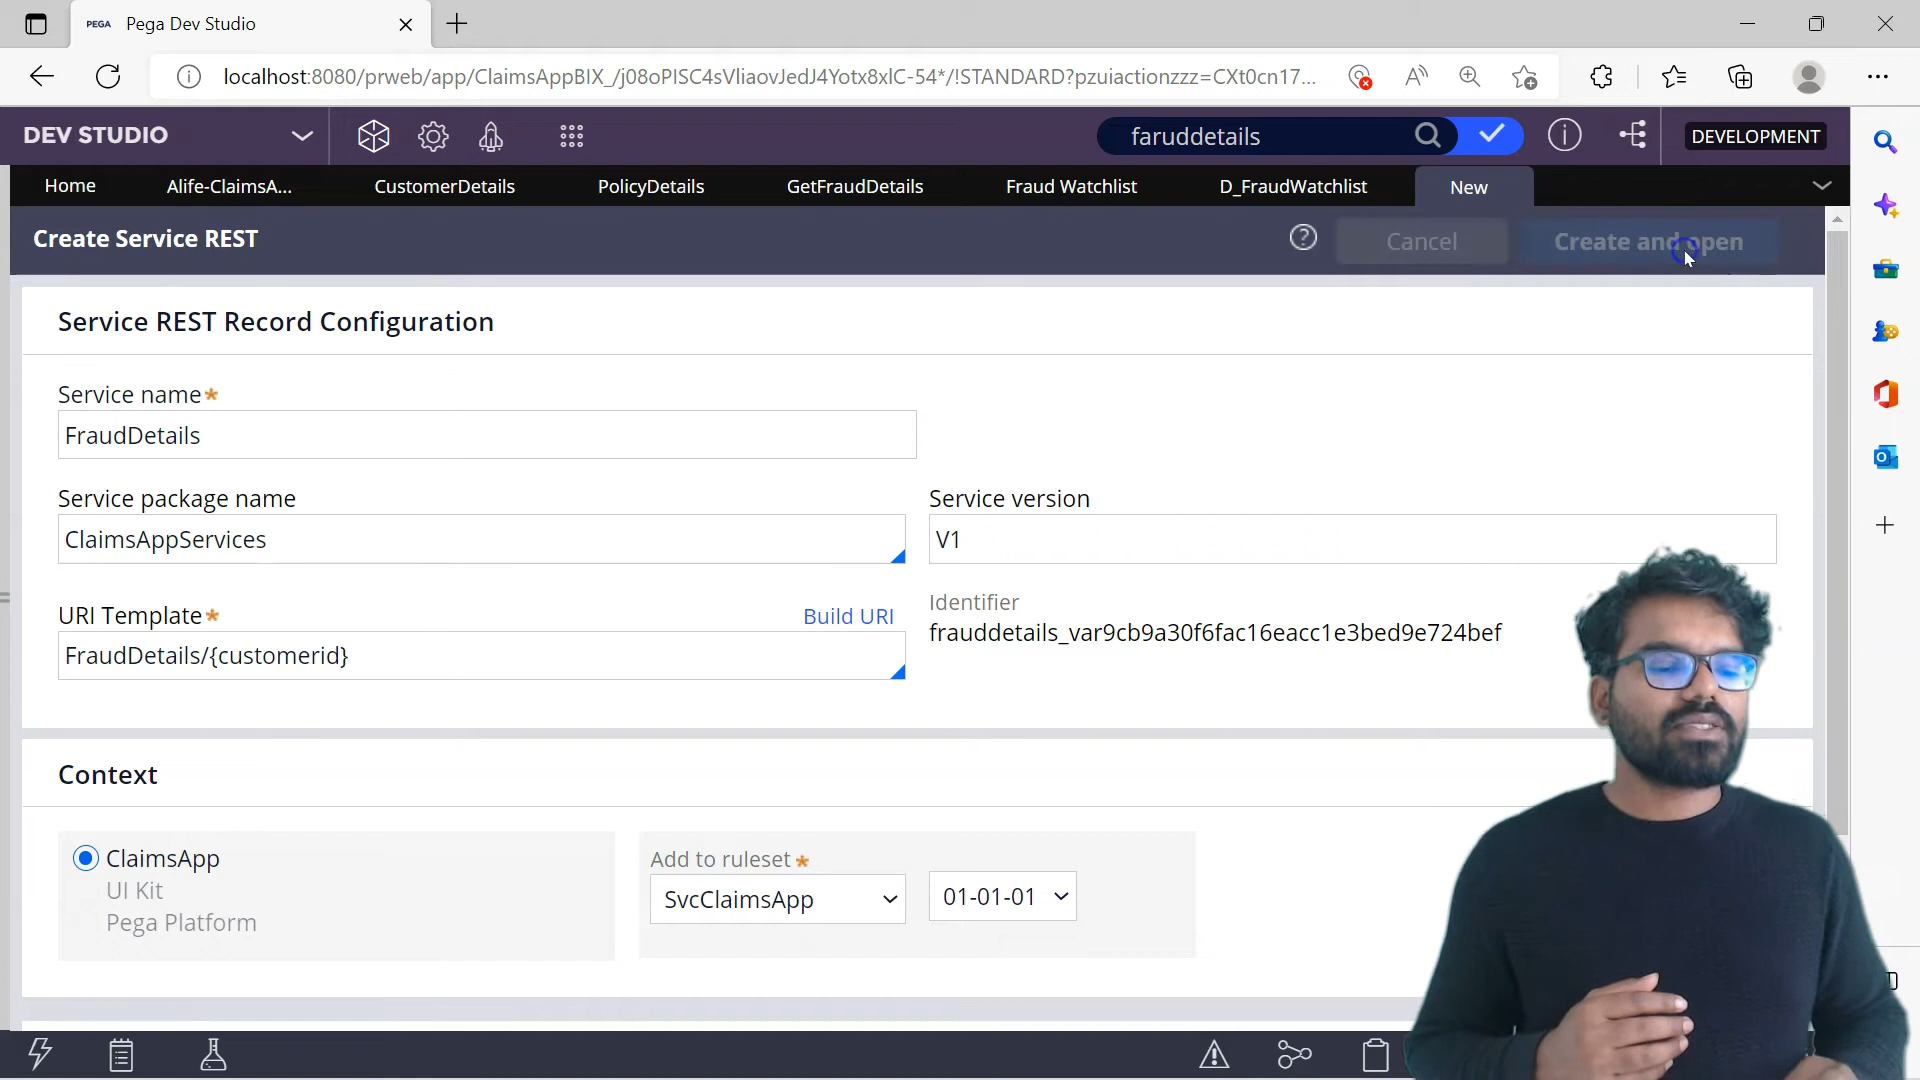 PEGA Pega Dev Studio
localhost:8080/prweb/app/ClaimsAppBIX_/j08oPISC4sVliaovJedJ4Yotx8xlC-54*/!STANDARD?pzuiactionzzz=CXt0cn17...
DEV STUDIO
faruddetails
DEVELOPMENT
Home Alife-ClaimsA... CustomerDetails PolicyDetails GetFraudDetails Fraud Watchlist D_FraudWatchlist New
Create Service REST
Cancel Create and open
Service REST Record Configuration
Service name*
FraudDetails
Service package name Service version
ClaimsAppServices V1
URI Template* Build URI Identifier
FraudDetails/{customerid} frauddetails_var9cb9a30f6fac16eacc1e3bed9e724bef
Context
ClaimsApp
UI Kit
Pega Platform
Add to ruleset *
SvcClaimsApp 01-01-01